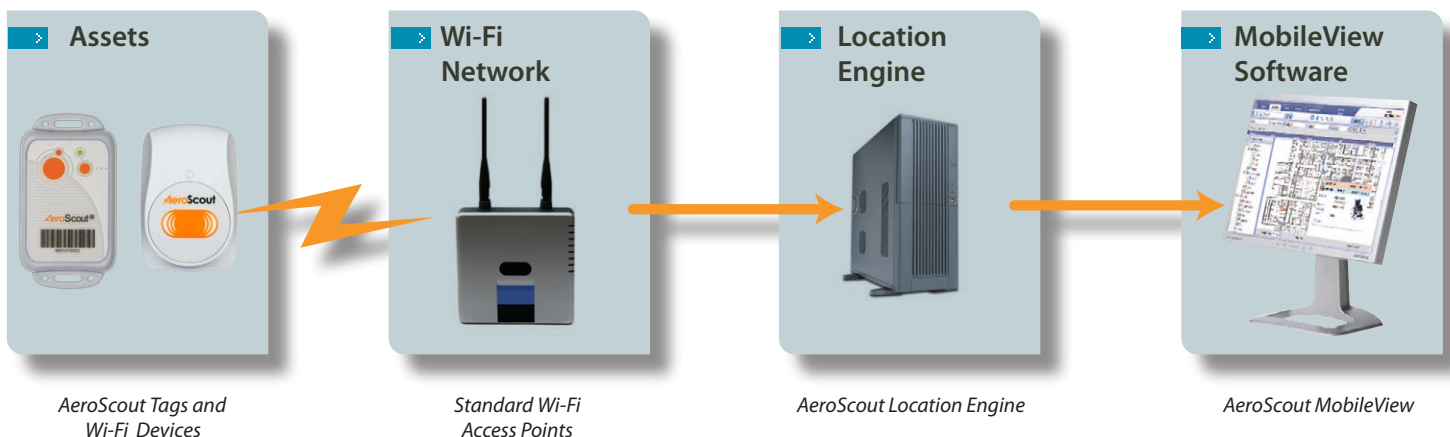 Assets
Wi-Fi
Network
Location
Engine
MobileView
Software
AeroScout®
AeroScout
AeroScout Tags and
Wi-Fi Devices
Standard Wi-Fi
Access Points
AeroScout Location Engine
AeroScout MobileView